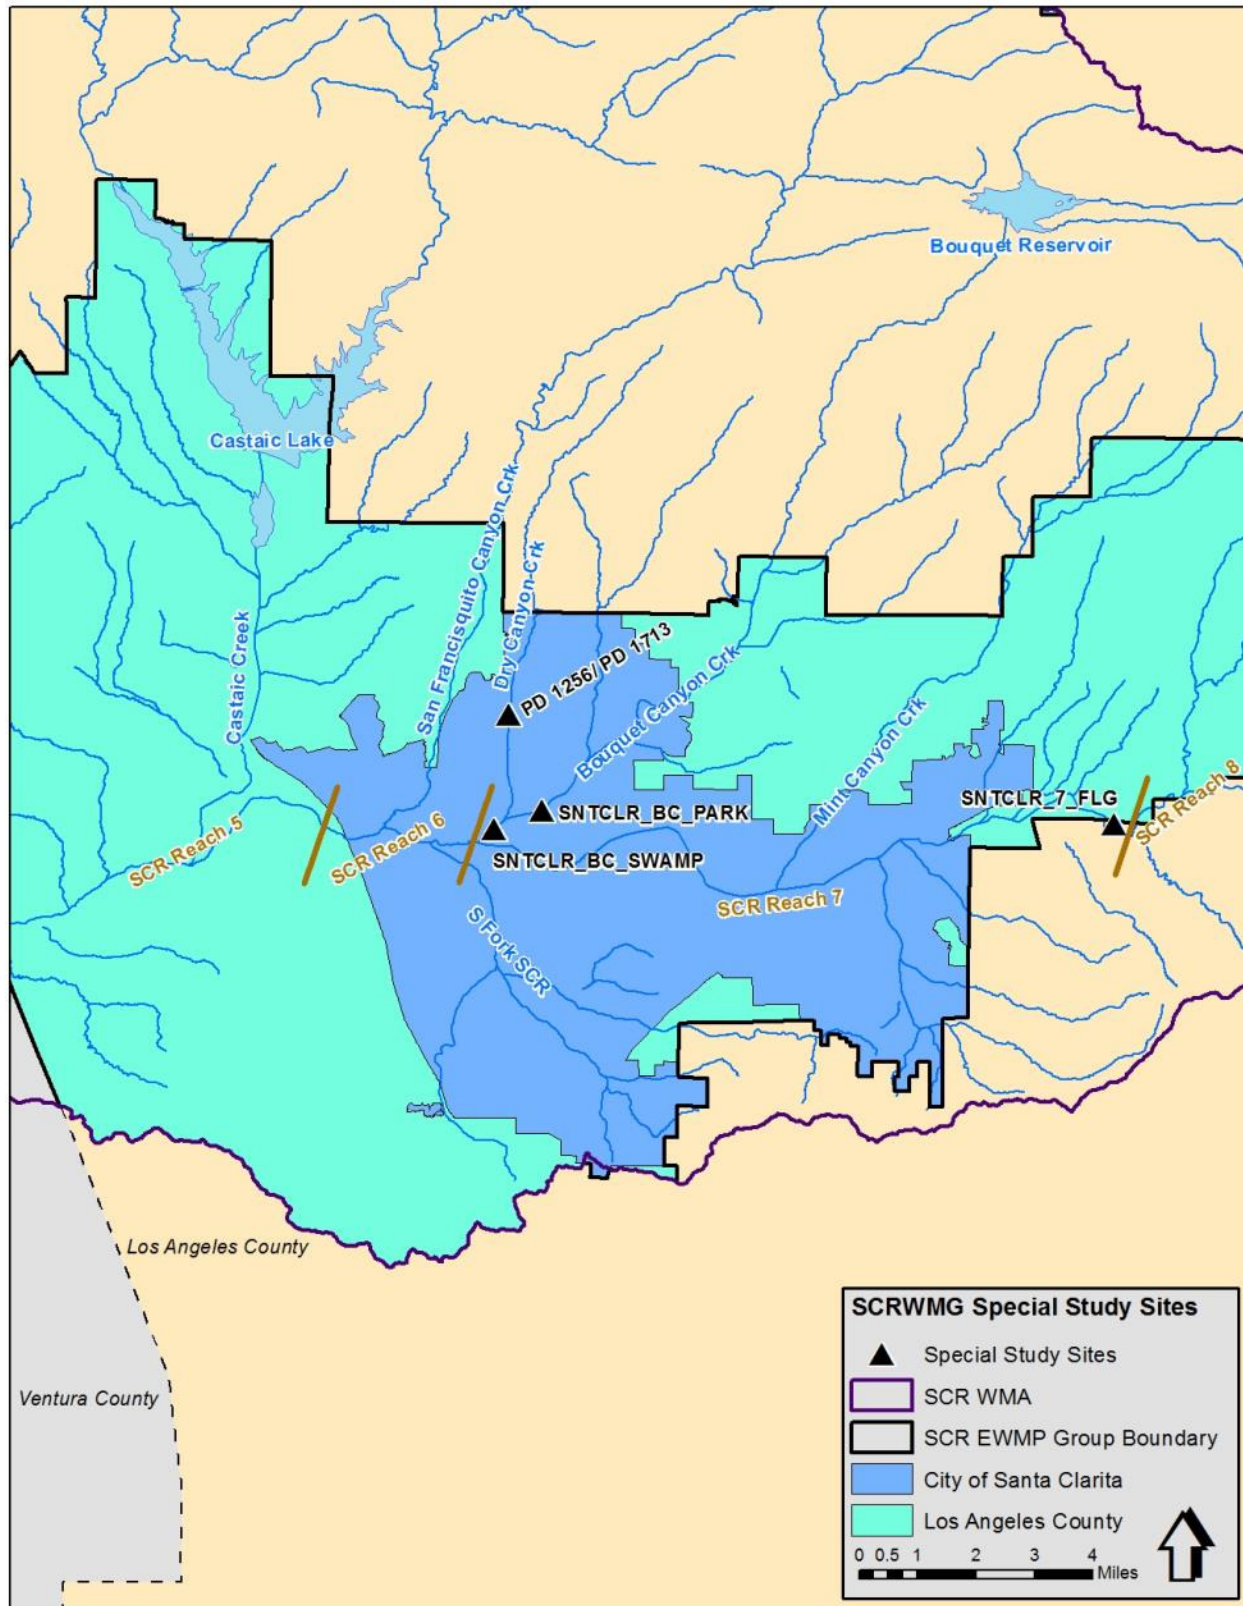 Bouquet Reservoir
Castaic Lake
San Francisquito Canyon Crk
Dry Canyon Crk
Castaic Creek
PD 1256/ PD 1713
Bouquet Canyon Crk
Mint Canyon Crk
SNTCLR_7_FLG
SCR Reach 8
SNTCLR_BC_PARK
SCR Reach 5
SCR Reach 6
SNTCLR_BC_SWAMP
SCR Reach 7
S Fork SCR
Los Angeles County
Ventura County
SCRWMG Special Study Sites
Special Study Sites
SCR WMA
SCR EWMP Group Boundary
City of Santa Clarita
Los Angeles County
0 0.5 1 2 3 4
Miles